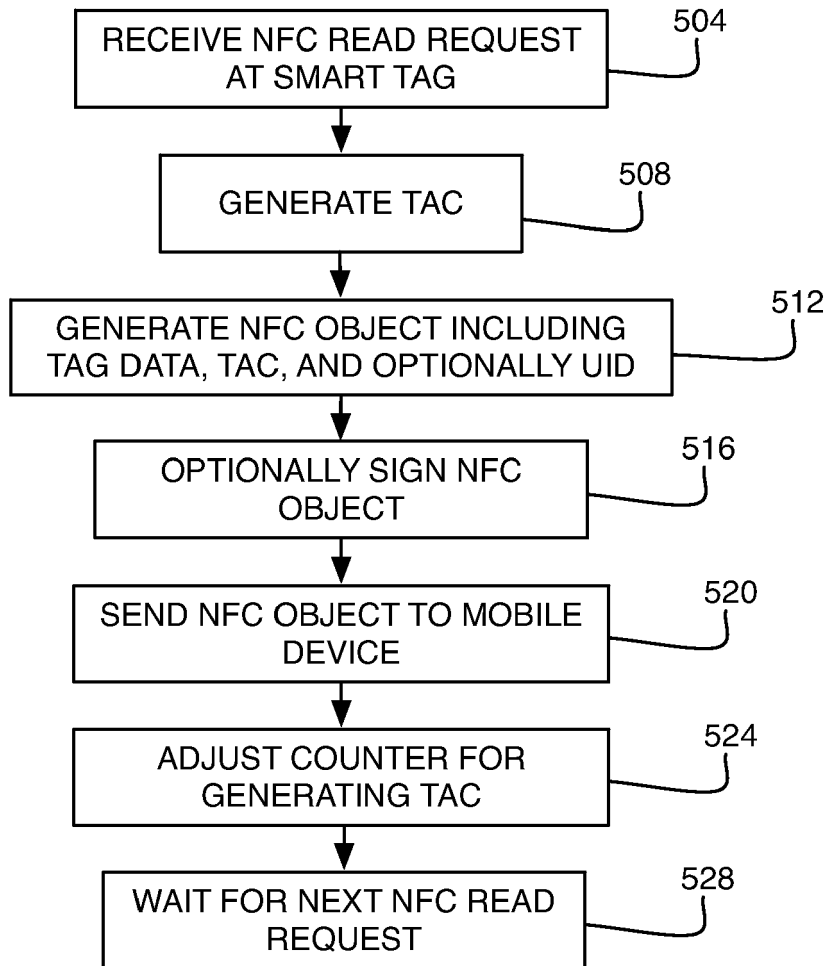 504
RECEIVE NFC READ REQUEST
AT SMART TAG
508
GENERATE TAC
512
GENERATE NFC OBJECT INCLUDING
TAG DATA, TAC, AND OPTIONALLY UID
516
OPTIONALLY SIGN NFC
OBJECT
520
SEND NFC OBJECT TO MOBILE
DEVICE
524
ADJUST COUNTER FOR
GENERATING TAC
528
WAIT FOR NEXT NFC READ
REQUEST